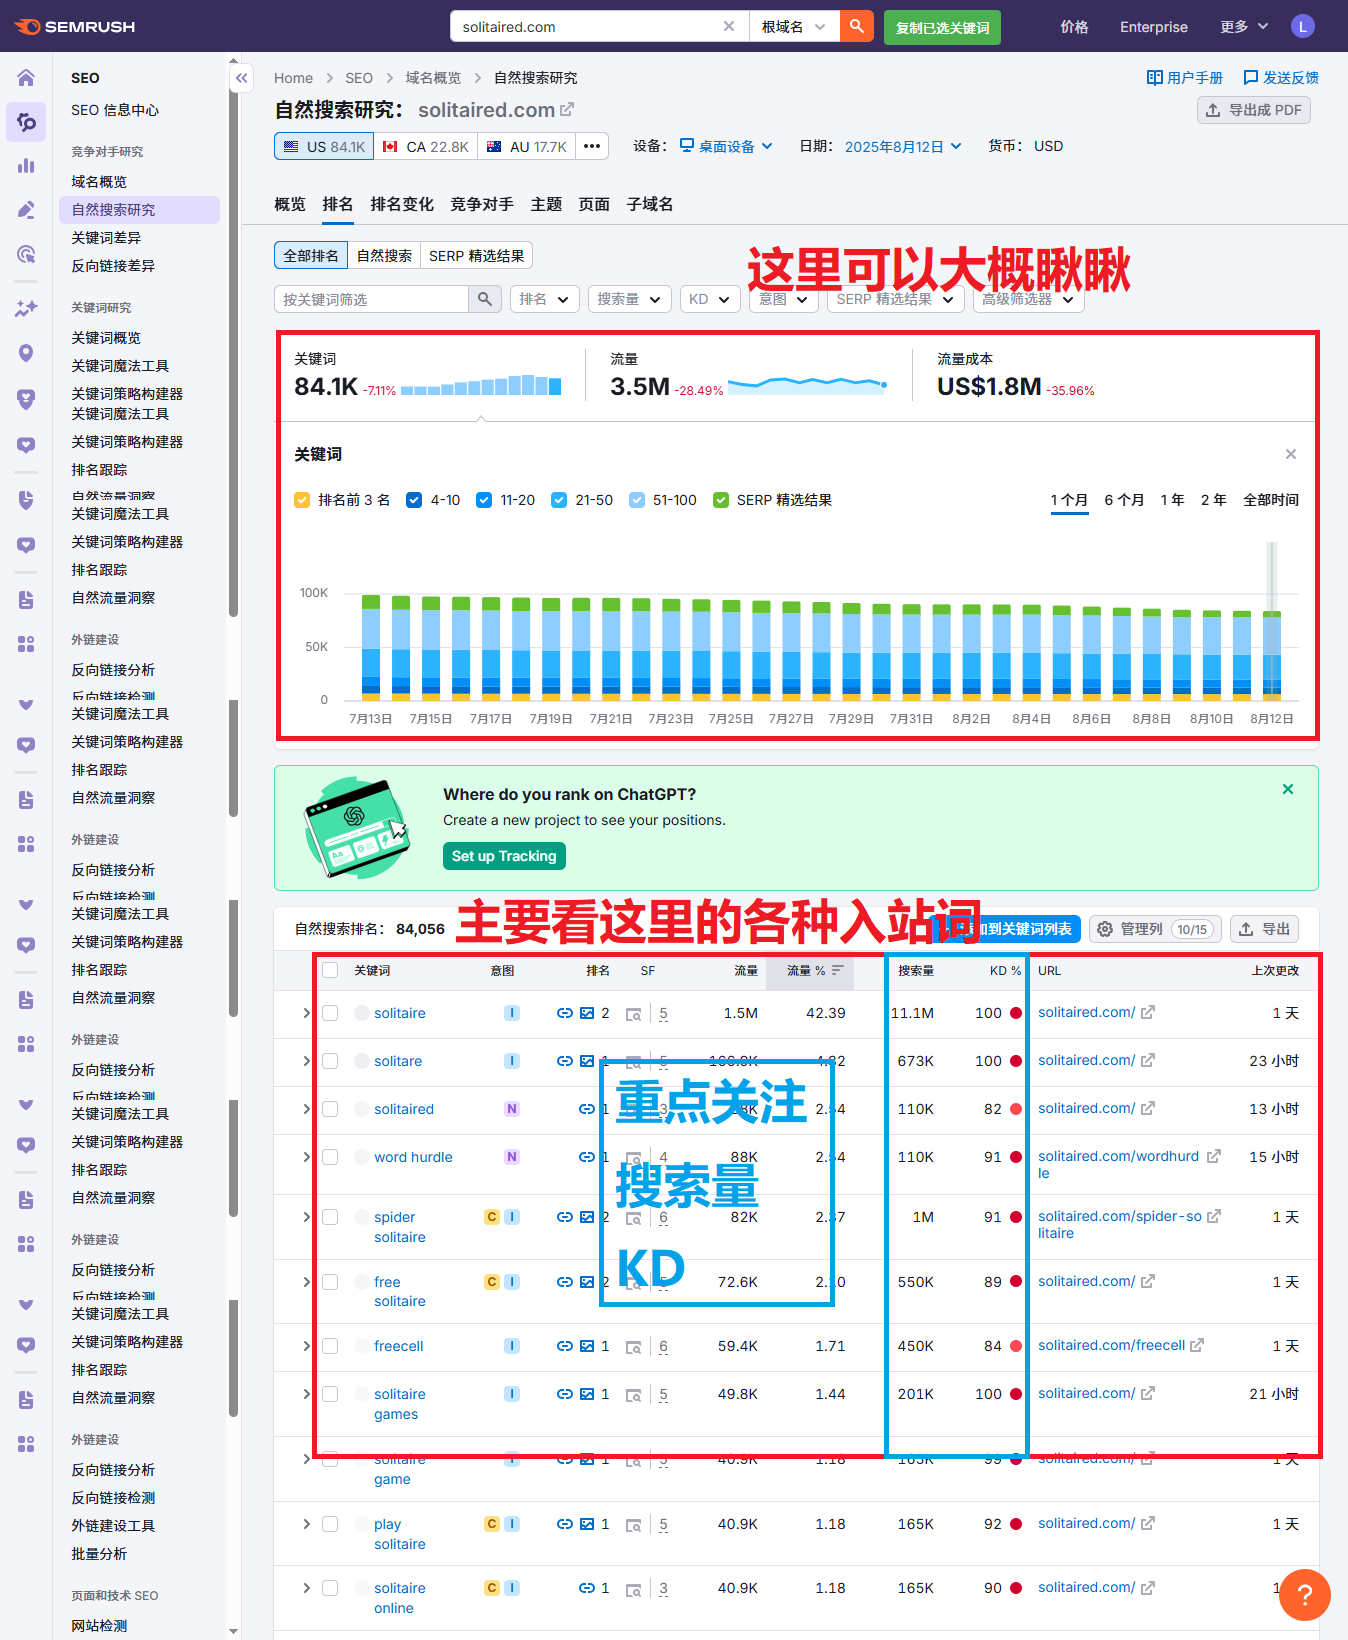 SEMRUSH
solitaired.com
根域名
复制已选关键词
价格
Enterprise
更多
L
SEO
SEO 信息中心
竞争对手研究
域名概览
自然搜索研究
关键词差异
反向链接差异
关键词研究
关键词概览
关键词魔法工具
关键词策略构建器
关键词魔法工具
关键词策略构建器
排名跟踪
自然流量洞察
关键词魔法工具
关键词策略构建器
排名跟踪
自然流量洞察
外链建设
反向链接分析
反向链接检测
关键词魔法工具
关键词策略构建器
排名跟踪
自然流量洞察
外链建设
反向链接分析
反向链接检测
关键词魔法工具
关键词策略构建器
排名跟踪
自然流量洞察
外链建设
反向链接分析
反向链接检测
关键词魔法工具
关键词策略构建器
排名跟踪
自然流量洞察
外链建设
反向链接分析
反向链接检测
关键词魔法工具
关键词策略构建器
排名跟踪
自然流量洞察
外链建设
反向链接分析
反向链接检测
外链建设工具
批量分析
页面和技术 SEO
网站检测
Home > SEO > 域名概览 > 自然搜索研究
用户手册
发送反馈
自然搜索研究： solitaired.com
导出成 PDF
US 84.1K
CA 22.8K
AU 17.7K
设备： 桌面设备
日期： 2025年8月12日
货币： USD
概览 排名 排名变化 竞争对手 主题 页面 子域名
全部排名 自然搜索 SERP 精选结果
这里可以大概瞅瞅
按关键词筛选
排名
搜索量
KD
意图
SERP 精选结果
高级筛选器
关键词
84.1K -7.11%
流量
3.5M -28.49%
流量成本
US$1.8M -35.96%
关键词
排名前 3 名 4-10 11-20 21-50 51-100 SERP 精选结果
1 个月 6 个月 1 年 2 年 全部时间
100K
50K
0
7月13日 7月15日 7月17日 7月19日 7月21日 7月23日 7月25日 7月27日 7月29日 7月31日 8月2日 8月4日 8月6日 8月8日 8月10日 8月12日
Where do you rank on ChatGPT?
Create a new project to see your positions.
Set up Tracking
Aa
自然搜索排名： 84,056
主要看这里的各种入站词
加到关键词列表
管理列 10/15
导出
关键词 意图 排名 SF 流量 流量 % 搜索量 KD % URL 上次更改
solitaire I 2 5 1.5M 42.39 11.1M 100 solitaired.com/ 1 天
solitare I 1 5 673K 100 solitaired.com/ 23 小时
solitaired N 1 3 110K 82 solitaired.com/ 13 小时
word hurdle N 1 4 88K 2.54 110K 91 solitaired.com/wordhurd
le 15 小时
spider
solitaire C I 2 6 82K 2.37 1M 91 solitaired.com/spider-so
litaire 1 天
free
solitaire C I 2 72.6K 550K 89 solitaired.com/ 1 天
freecell I 1 6 59.4K 1.71 450K 84 solitaired.com/freecell 1 天
solitaire
games I 1 5 49.8K 1.44 201K 100 solitaired.com/ 21 小时
solitaire
game I 1 5 40.9K 1.18 165K 99 solitaired.com/ 1 天
play
solitaire C I 1 5 40.9K 1.18 165K 92 solitaired.com/ 1 天
solitaire
online C I 1 3 40.9K 1.18 165K 90 solitaired.com/
重点关注
搜索量
KD
?